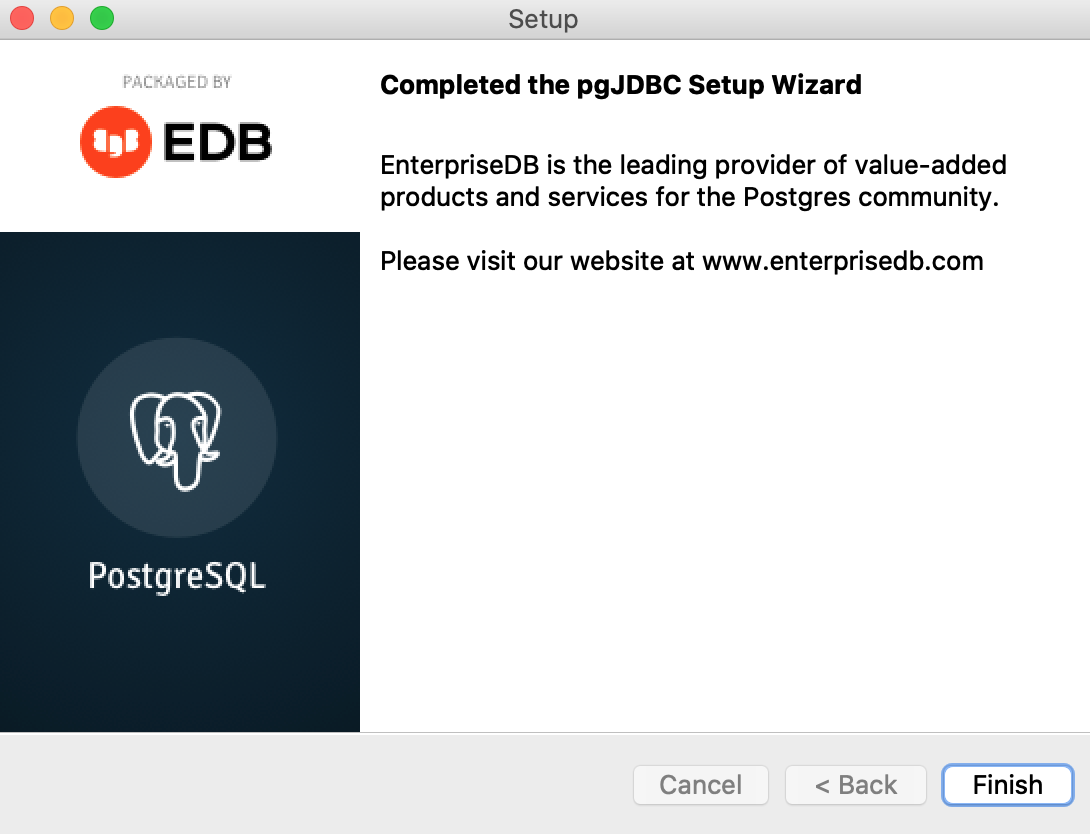 Setup
PACKAGED BY
EDB
PostgreSQL
Completed the pgJDBC Setup Wizard
EnterpriseDB is the leading provider of value-added
products and services for the Postgres community.
Please visit our website at www.enterprisedb.com
Cancel
< Back
Finish